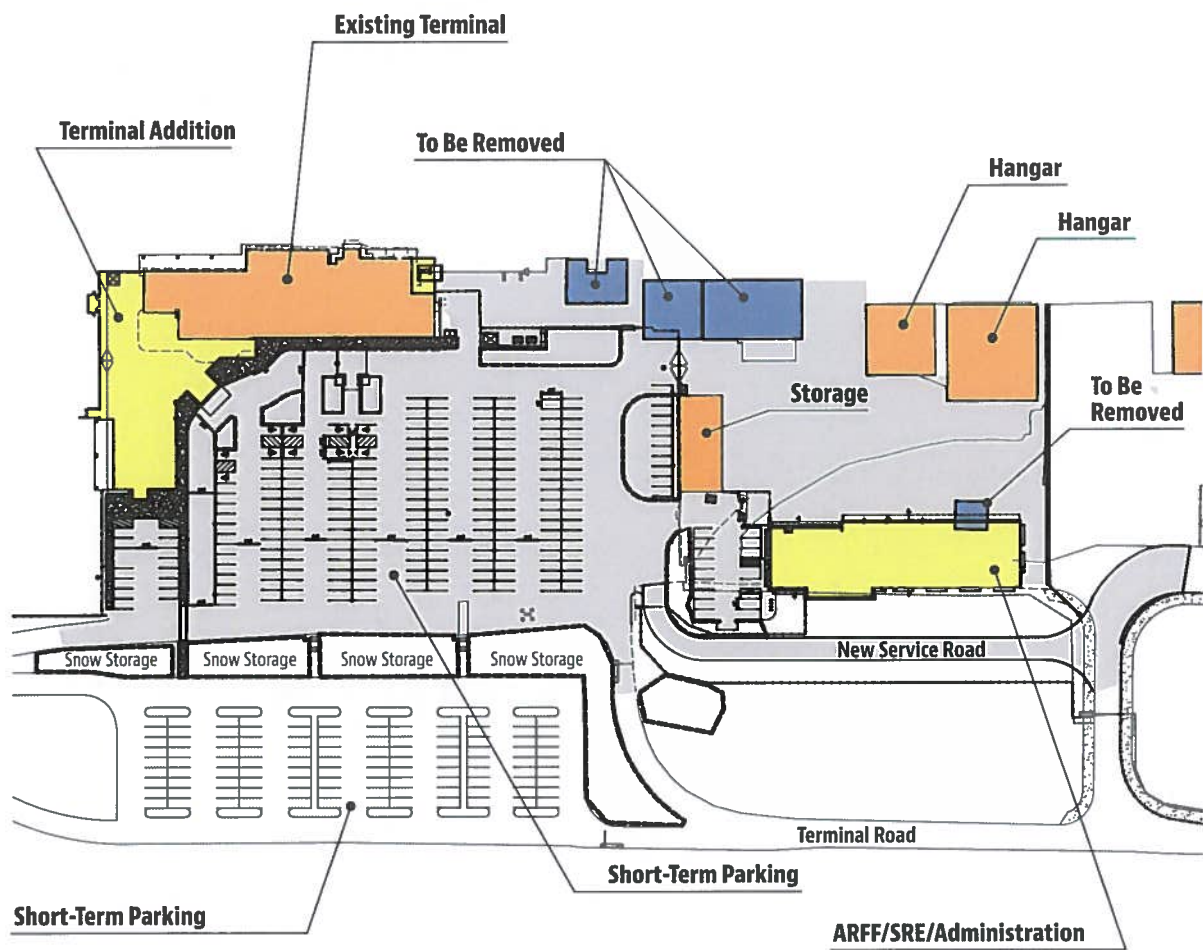 Existing Terminal
Terminal Addition
To Be Removed
Hangar
Hangar
Storage
To Be
Removed
New Service Road
Snow Storage
Snow Storage
Snow Storage
Snow Storage
Terminal Road
Short-Term Parking
Short-Term Parking
ARFF/SRE/Administration